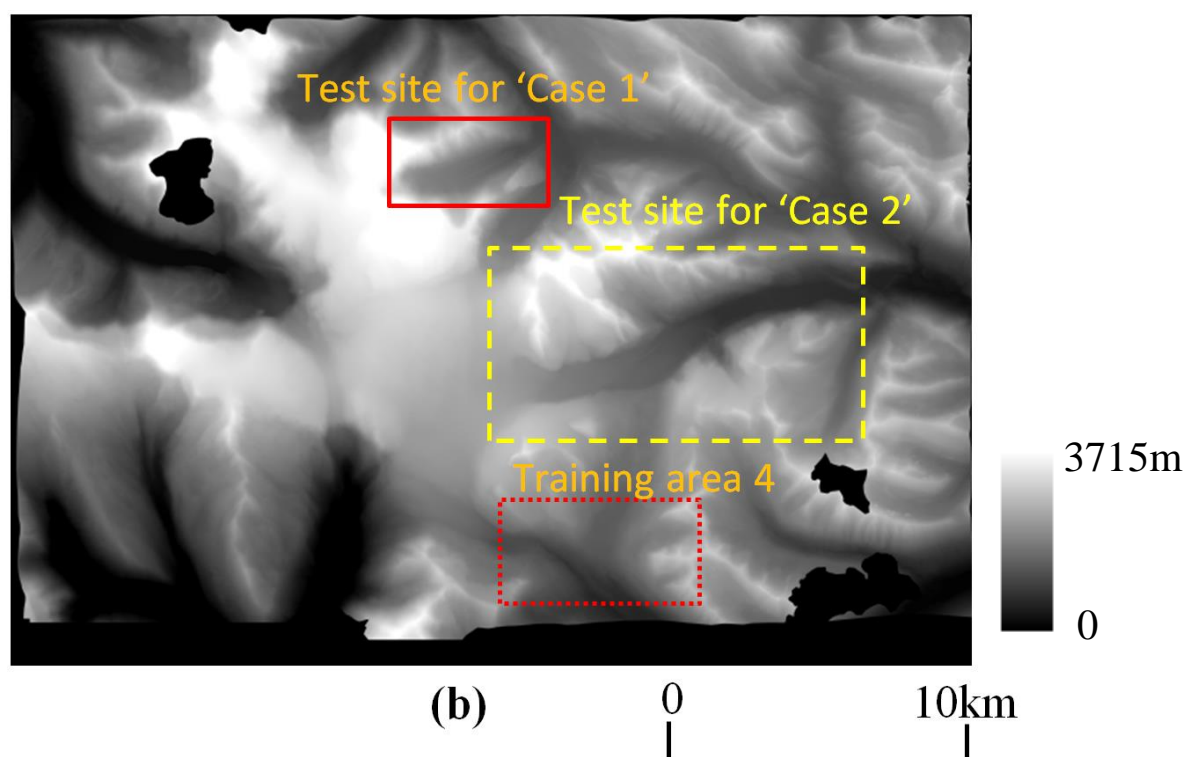 Test site for ‘Case 1’
Test site for ‘Case 2’
Training area 4
3715m
0
(b)
0
10km